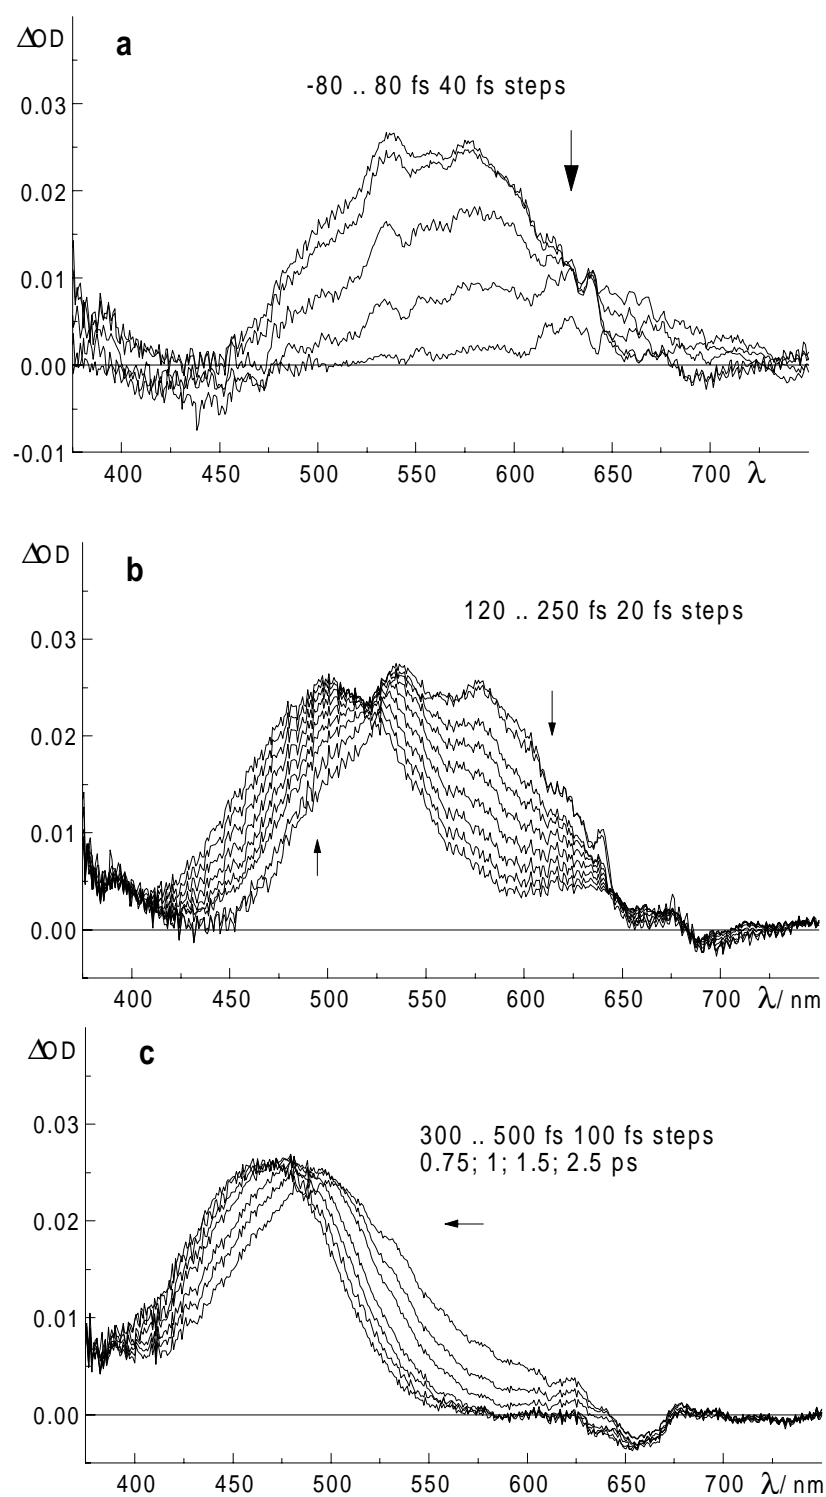 ΔOD
a
-80 .. 80 fs 40 fs steps
0.03
0.02
0.01
0.00
-0.01
400 450 500 550 600 650 700 λ
ΔOD
b
120 .. 250 fs 20 fs steps
0.03
0.02
0.01
0.00
400 450 500 550 600 650 700 λ/ nm
ΔOD
c
300 .. 500 fs 100 fs steps
0.75; 1; 1.5; 2.5 ps
0.03
0.02
0.01
0.00
400 450 500 550 600 650 700 λ/ nm